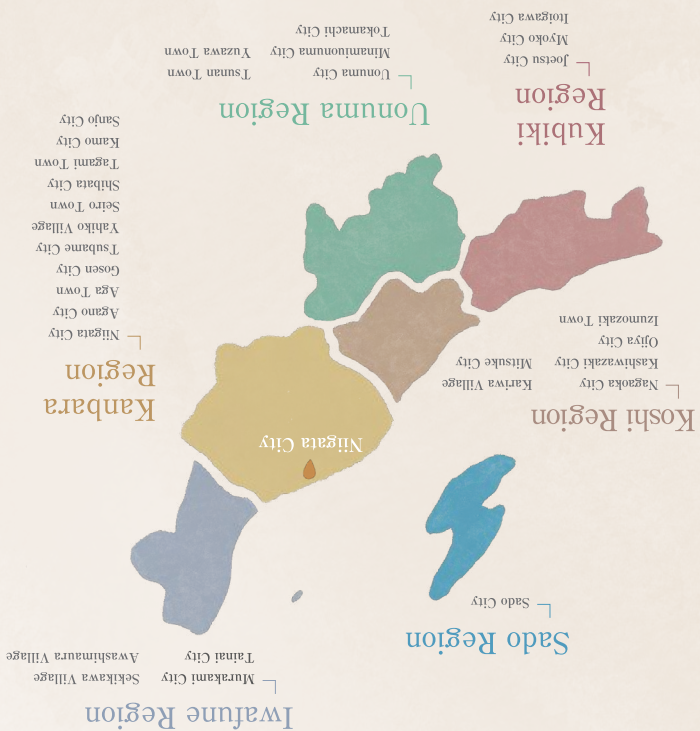 Iwafune Region
Murakami City
Sekikawa Village
Tainai City
Awashimaura Village
Sado Region
Sado City
Niigata City
Kanbara
Region
Niigata City
Agano City
Aga Town
Gosen City
Tsubame City
Yahiko Village
Seiro Town
Shibata City
Tagami Town
Kamo City
Sanjo City
Koshi Region
Nagaoka City
Kariwa Village
Kashiwazaki City
Mitsuke City
Ojiya City
Izumozaki Town
Kubiki
Region
Joetsu City
Myoko City
Itoigawa City
Uonuma Region
Uonuma City
Tsunan Town
Minamiuonuma City
Yuzawa Town
Tokamachi City